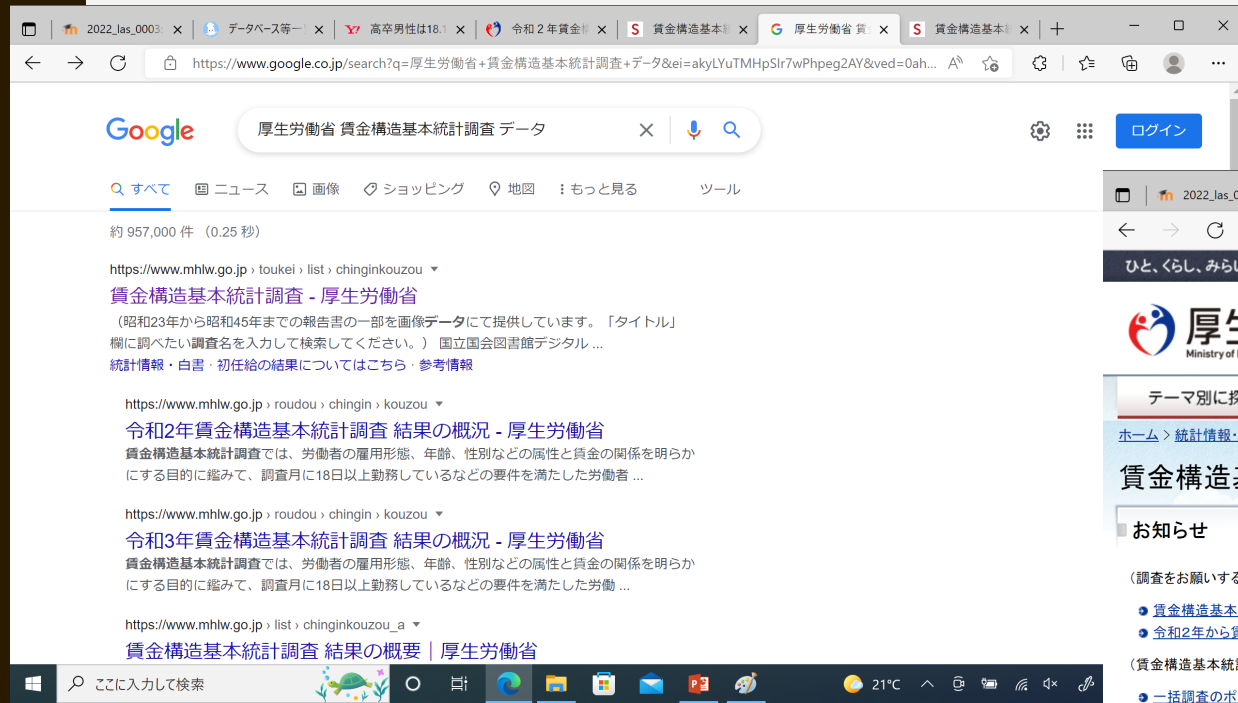 2022_las_0003
データベース等一
高卒男性は18.1
令和２年賃金
賃金構造基本
厚生労働省 賃
賃金構造基本
https://www.google.co.jp/search?q=厚生労働省+賃金構造基本統計調査+データ&ei=akyLYuTMHpSIr7wPhpeg2AY&ved=0ah...
Google
厚生労働省 賃金構造基本統計調査 データ
ログイン
すべて ニュース 画像 ショッピング 地図 もっと見る ツール
約 957,000 件 （0.25 秒）
https://www.mhlw.go.jp › toukei › list › chinginkouzou
賃金構造基本統計調査 - 厚生労働省
（昭和23年から昭和45年までの報告書の一部を画像データにて提供しています。「タイトル」
欄に調べたい調査名を入力して検索してください。） 国立国会図書館デジタル ...
統計情報・白書 · 初任給の結果についてはこちら · 参考情報
https://www.mhlw.go.jp › roudou › chingin › kouzou
令和2年賃金構造基本統計調査 結果の概況 - 厚生労働省
賃金構造基本統計調査では、労働者の雇用形態、年齢、性別などの属性と賃金の関係を明らか
にする目的に鑑みて、調査月に18日以上勤務しているなどの要件を満たした労働者 ...
https://www.mhlw.go.jp › roudou › chingin › kouzou
令和3年賃金構造基本統計調査 結果の概況 - 厚生労働省
賃金構造基本統計調査では、労働者の雇用形態、年齢、性別などの属性と賃金の関係を明らか
にする目的に鑑みて、調査月に18日以上勤務しているなどの要件を満たした労働 ...
https://www.mhlw.go.jp › list › chinginkouzou_a
賃金構造基本統計調査 結果の概要｜厚生労働省
ここに入力して検索
21°C
2022_las_0
ひと、くらし、みらい
厚生
Ministry of
テーマ別に探
ホーム > 統計情報・
賃金構造
お知らせ
（調査をお願いする
賃金構造基本
令和２年から賃
（賃金構造基本統
一括調査のポ